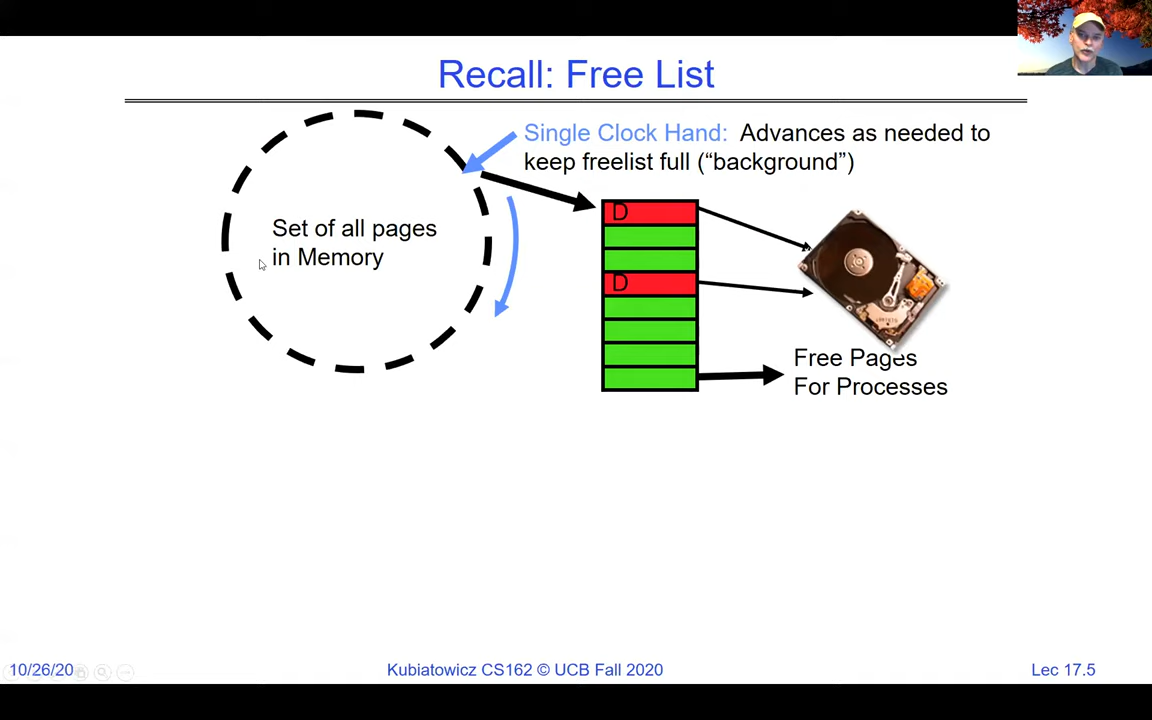 Recall: Free List
Single Clock Hand: Advances as needed to
keep freelist full (“background”)
Set of all pages
in Memory
D
D
Free Pages
For Processes
10/26/20
Kubiatowicz CS162 © UCB Fall 2020
Lec 17.5